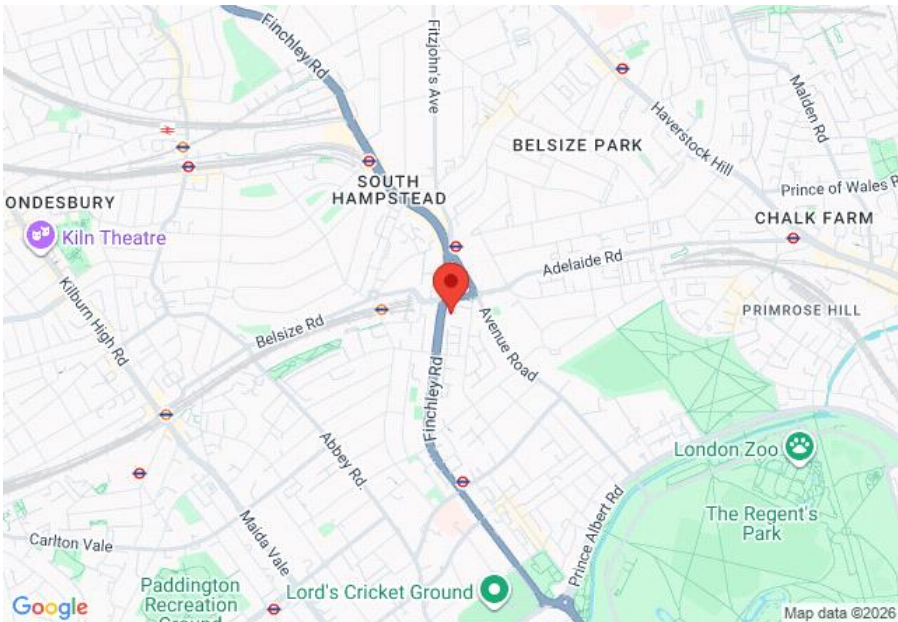 Finchley Rd
Fitzjohn's Ave
Malden Rd
Haverstock Hill
BELSIZE PARK
SOUTH
HAMPSTEAD
Prince of Wales R
ONDESBURY
CHALK FARM
Kiln Theatre
Adelaide Rd
Kilburn High Rd
Belsize Rd
Avenue Road
PRIMROSE HILL
Finchley Rd
Abbey Rd.
London Zoo
Prince Albert Rd
The Regent's
Park
Carlton Vale
Maida Vale
Paddington
Recreation
Ground
Lord's Cricket Ground
Google
Map data ©2026